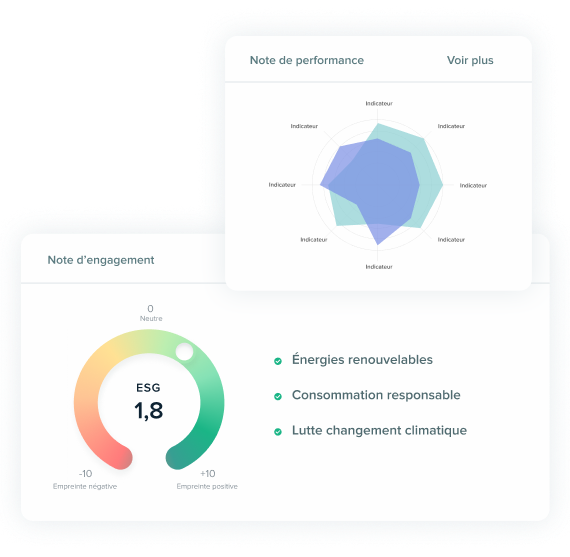 Note de performance
Voir plus
Indicateur
Indicateur
Indicateur
Indicateur
Indicateur
Indicateur
Indicateur
Indicateur
Note d’engagement
0
Neutre
ESG
1,8
-10
Empreinte négative
+10
Empreinte positive
Énergies renouvelables
Consommation responsable
Lutte changement climatique